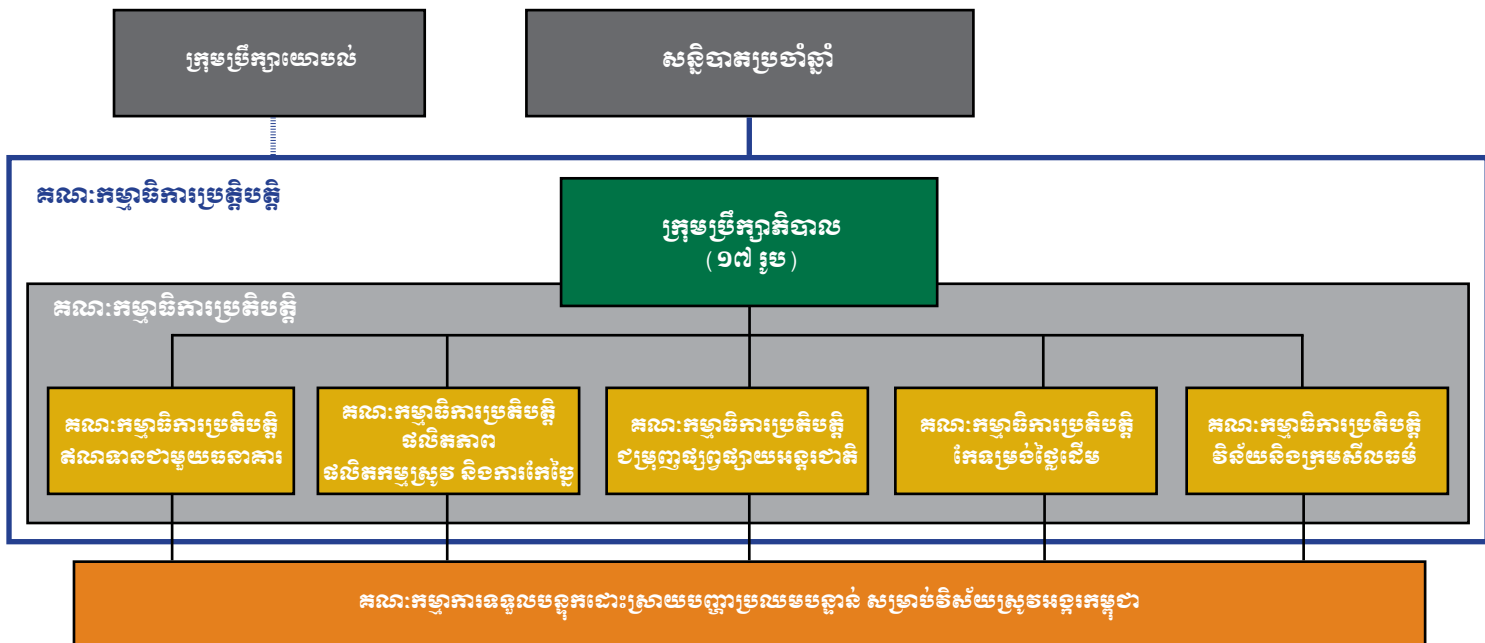 ក្រុមប្រឹក្សាយោបល់
សន្និបាតប្រចាំឆ្នាំ
គណៈកម្មាធិការប្រត្តិបត្តិ
ក្រុមប្រឹក្សាភិបាល
(១៧ រូប)
គណៈកម្មាធិការប្រតិបត្តិ
គណៈកម្មាធិការប្រតិបត្តិ
ឥណទានជាមួយធនាគារ
គណៈកម្មាធិការប្រតិបត្តិ
ផលិតភាព
ផលិតកម្មស្រូវ និងការកែច្នៃ
គណៈកម្មាធិការប្រតិបត្តិ
ជម្រុញផ្សព្វផ្សាយអន្តរជាតិ
គណៈកម្មាធិការប្រតិបត្តិ
កែទម្រង់ថ្លៃដើម
គណៈកម្មាធិការប្រតិបត្តិ
វិន័យនិងក្រមសីលធម៌
គណៈកម្មាការទទួលបន្ទុកដោះស្រាយបញ្ហាប្រឈមបន្ទាន់ សម្រាប់វិស័យស្រូវអង្ករកម្ពុជា